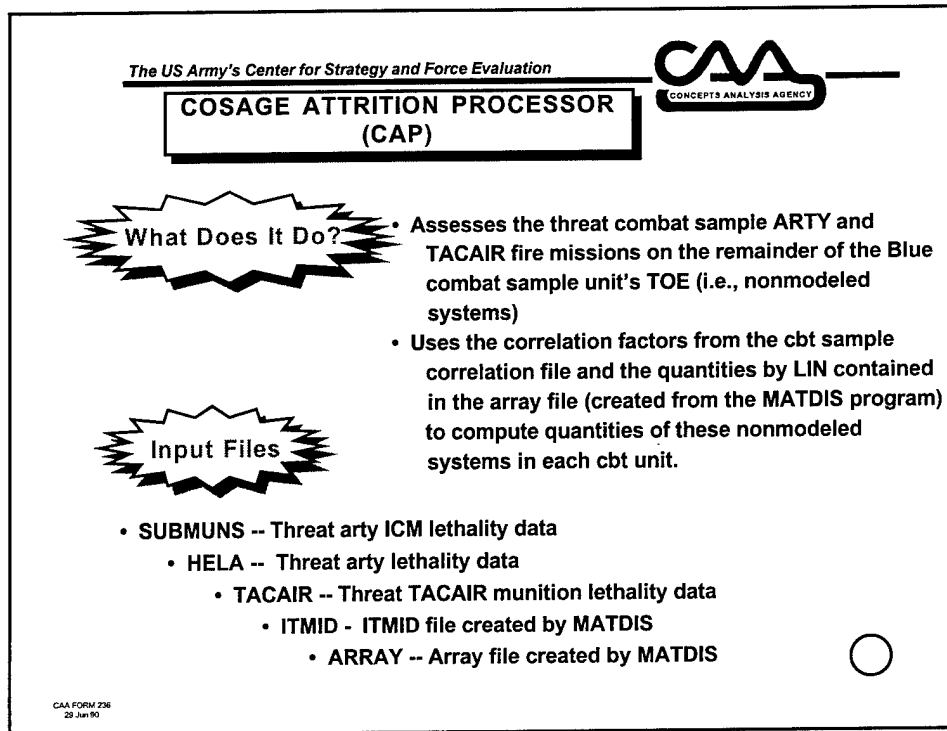 The US Army's Center for Strategy and Force Evaluation
CAA
CONCEPTS ANALYSIS AGENCY
COSAGE ATTRITION PROCESSOR
(CAP)
What Does It Do?
• Assesses the threat combat sample ARTY and
TACAIR fire missions on the remainder of the Blue
combat sample unit's TOE (i.e., nonmodeled
systems)
• Uses the correlation factors from the cbt sample
correlation file and the quantities by LIN contained
in the array file (created from the MATDIS program)
to compute quantities of these nonmodeled
systems in each cbt unit.
Input Files
• SUBMUNS -- Threat arty ICM lethality data
• HELA -- Threat arty lethality data
• TACAIR -- Threat TACAIR munition lethality data
• ITMID - ITMID file created by MATDIS
• ARRAY -- Array file created by MATDIS
CAA FORM 236
29 Jun 90